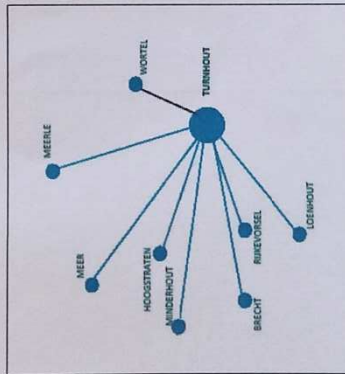 WORTEL
TURNHOUT
MEERLE
MEER
HOOGSTRATEN
MINDERHOUT
RIJKEVORSEL
BRECHT
LOENHOUT